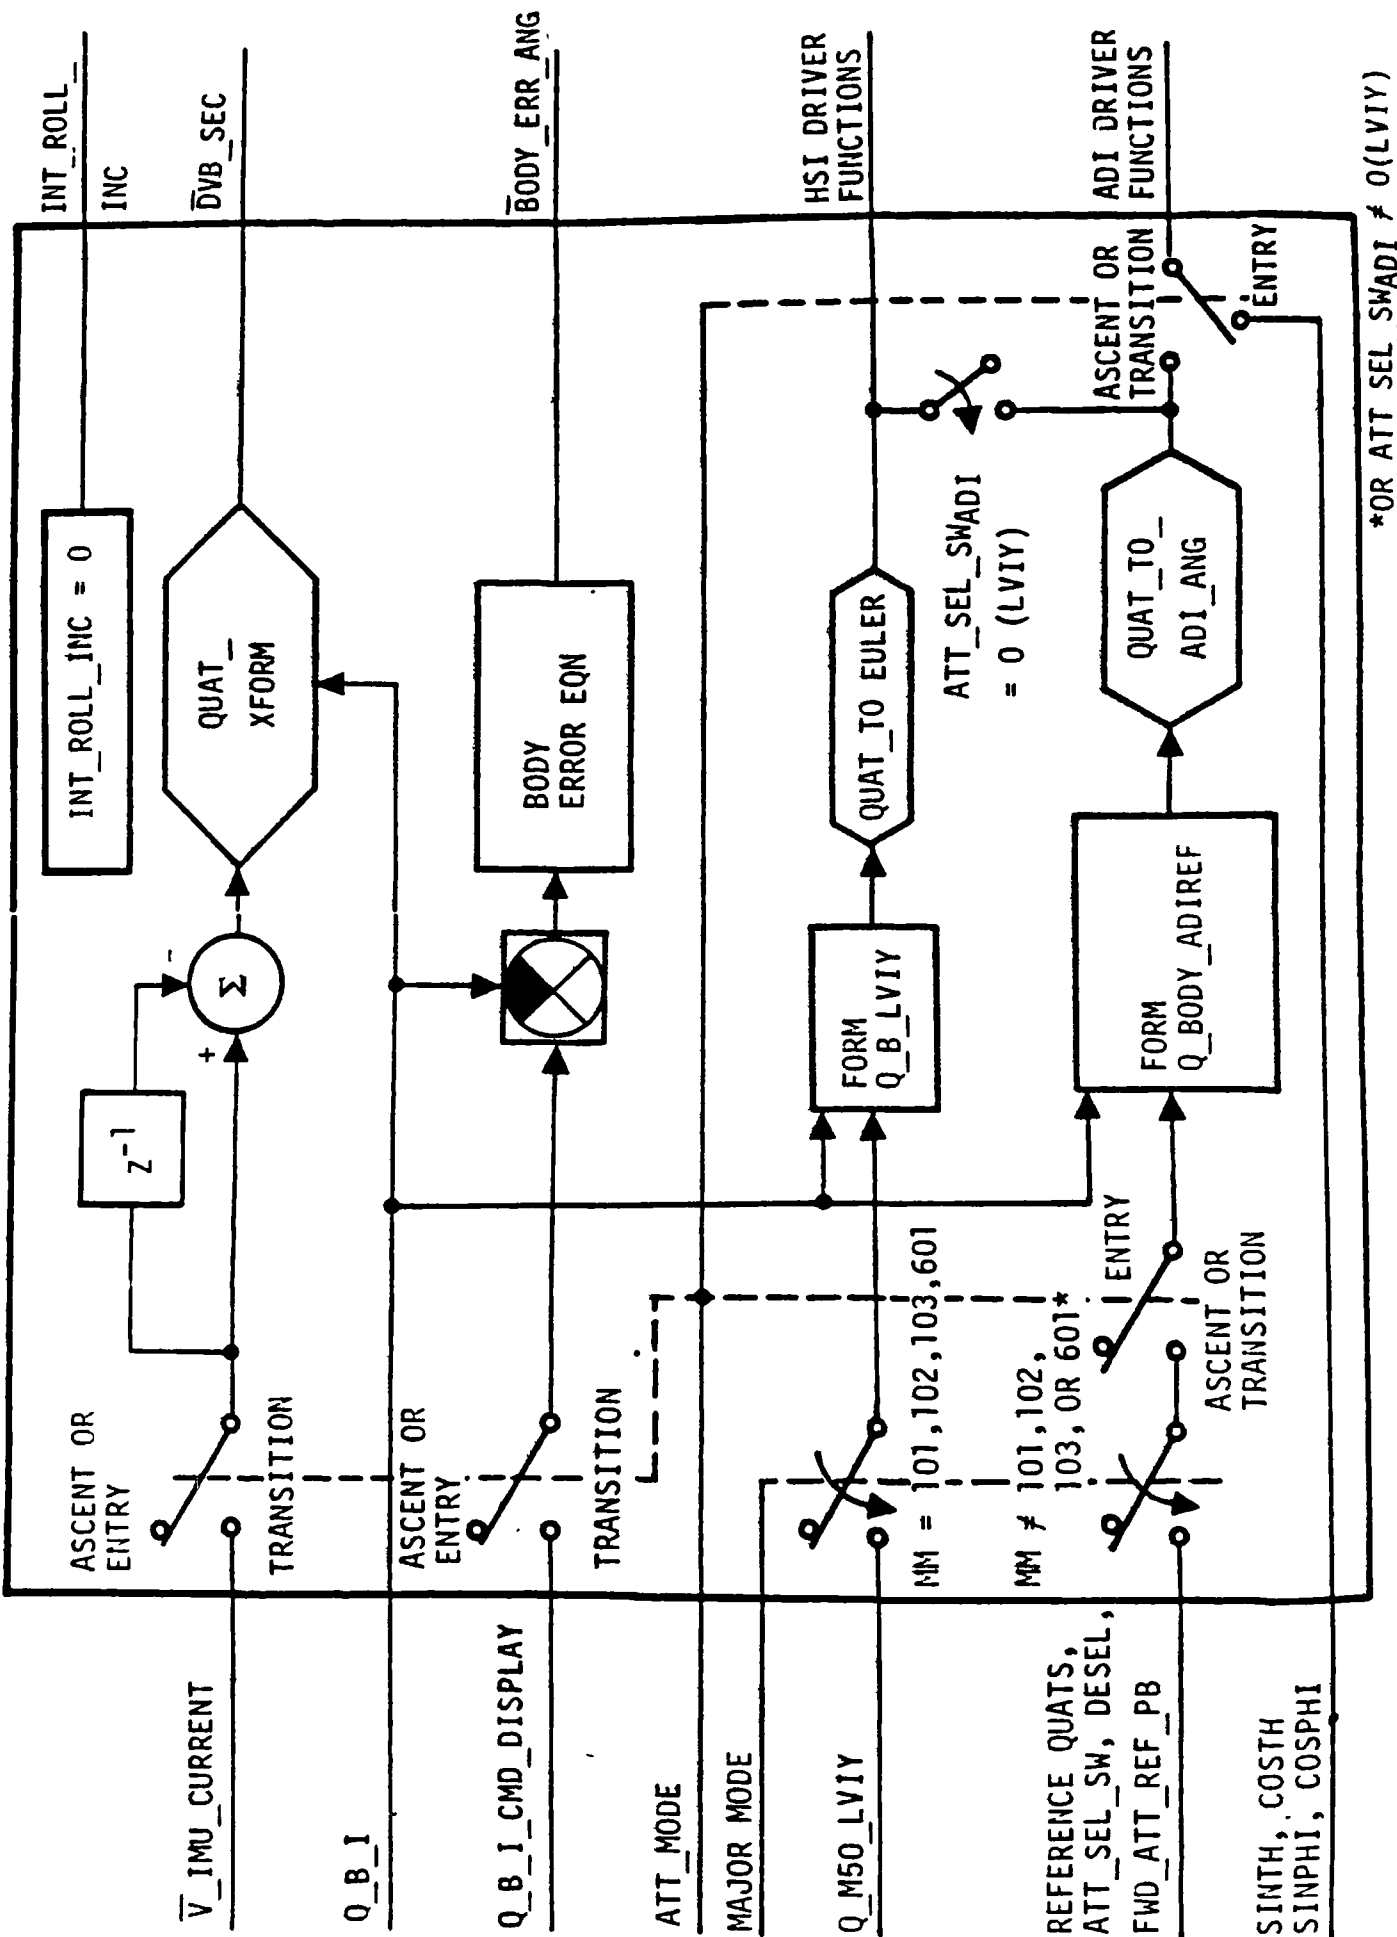 V_IMU_CURRENT
Q_B_I
Q_B_I_CMD_DISPLAY
ATT_MODE
MAJOR MODE
Q_M50_LVIY
REFERENCE QUATS,
ATT_SEL_SW, DESEL,
FWD_ATT_REF_PB
SINTH, COSTH
SINPHI, COSPHI
ASCENT OR
ENTRY
TRANSITION
ASCENT OR
ENTRY
TRANSITION
MM = 101,102,103,601
MM ≠ 101,102,
103, OR 601*
ENTRY
ASCENT OR
TRANSITION
Z⁻¹
+
-
Σ
INT_ROLL_INC = 0
QUAT_
XFORM
BODY
ERROR EQN
FORM
Q_B_LVIY
QUAT_TO EULER
ATT_SEL_SWADI
= 0 (LVIY)
FORM
Q_BODY_ADIREF
QUAT_TO_
ADI_ANG
ASCENT OR
TRANSITION
ENTRY
INT_ROLL_
INC
DVB_SEC
BODY_ERR_ANG
HSI DRIVER
FUNCTIONS
ADI DRIVER
FUNCTIONS
*OR ATT SEL SWADI ≠ 0(LVIY)